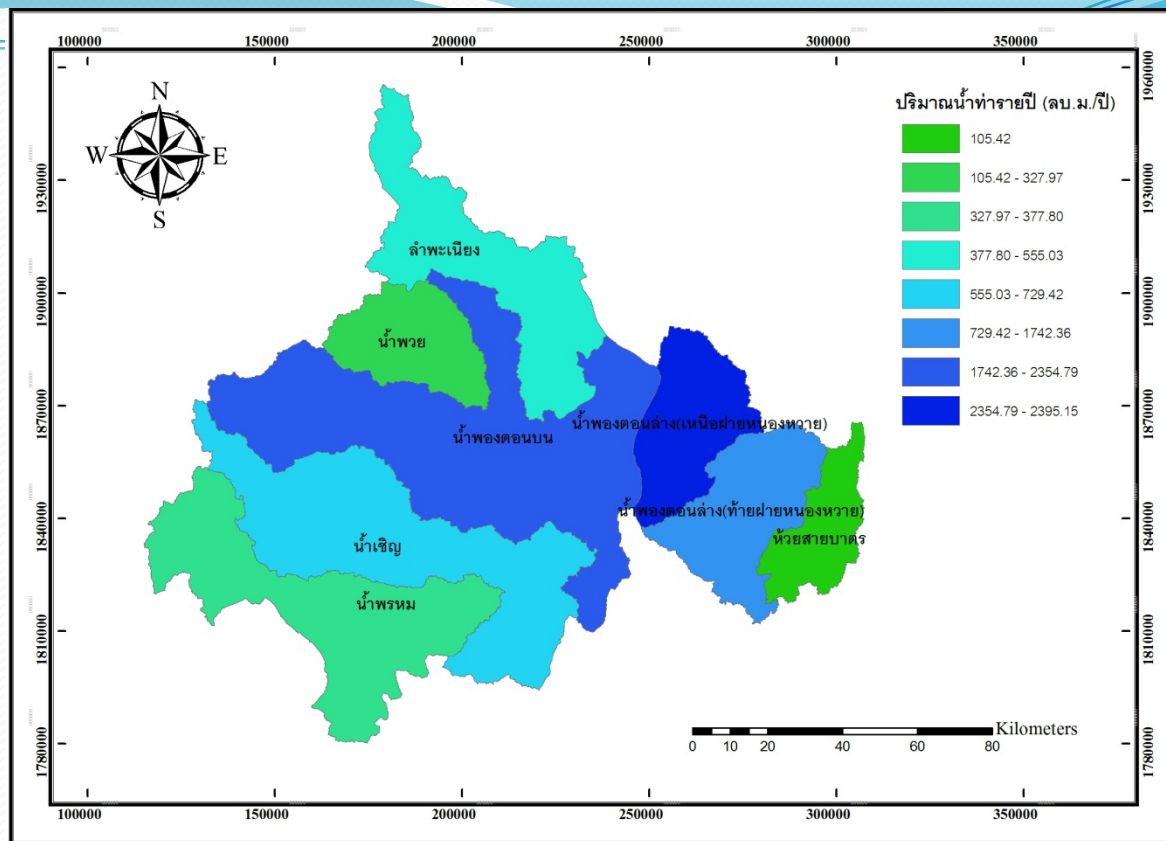 100000 150000 200000 250000 300000 350000
N
W E
S
ปริมาณน้ำท่ารายปี (ลบ.ม./ปี)
105.42
105.42 - 327.97
327.97 - 377.80
377.80 - 555.03
555.03 - 729.42
729.42 - 1742.36
1742.36 - 2354.79
2354.79 - 2395.15
1960000
1930000
1900000
1870000
1840000
1810000
1780000
ลำพะเนียง
น้ำพวย
น้ำพองตอนบน
น้ำพองตอนล่าง(เหนือฝายหนองหวาย)
น้ำพองตอนล่าง(ท้ายฝายหนองหวาย)
ห้วยสายบาตร
น้ำเชิญ
น้ำพรหม
1930000
1900000
1870000
1840000
1810000
1780000
Kilometers
0 10 20 40 60 80
100000 150000 200000 250000 300000 350000